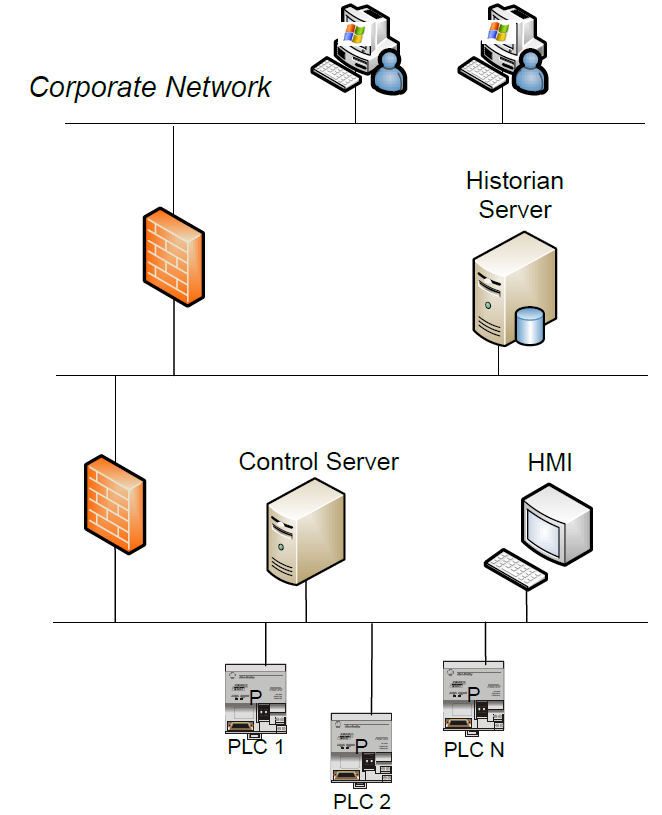 Corporate Network
Historian
Server
Control Server
HMI
P
PLC 1
P
PLC 2
P
PLC N